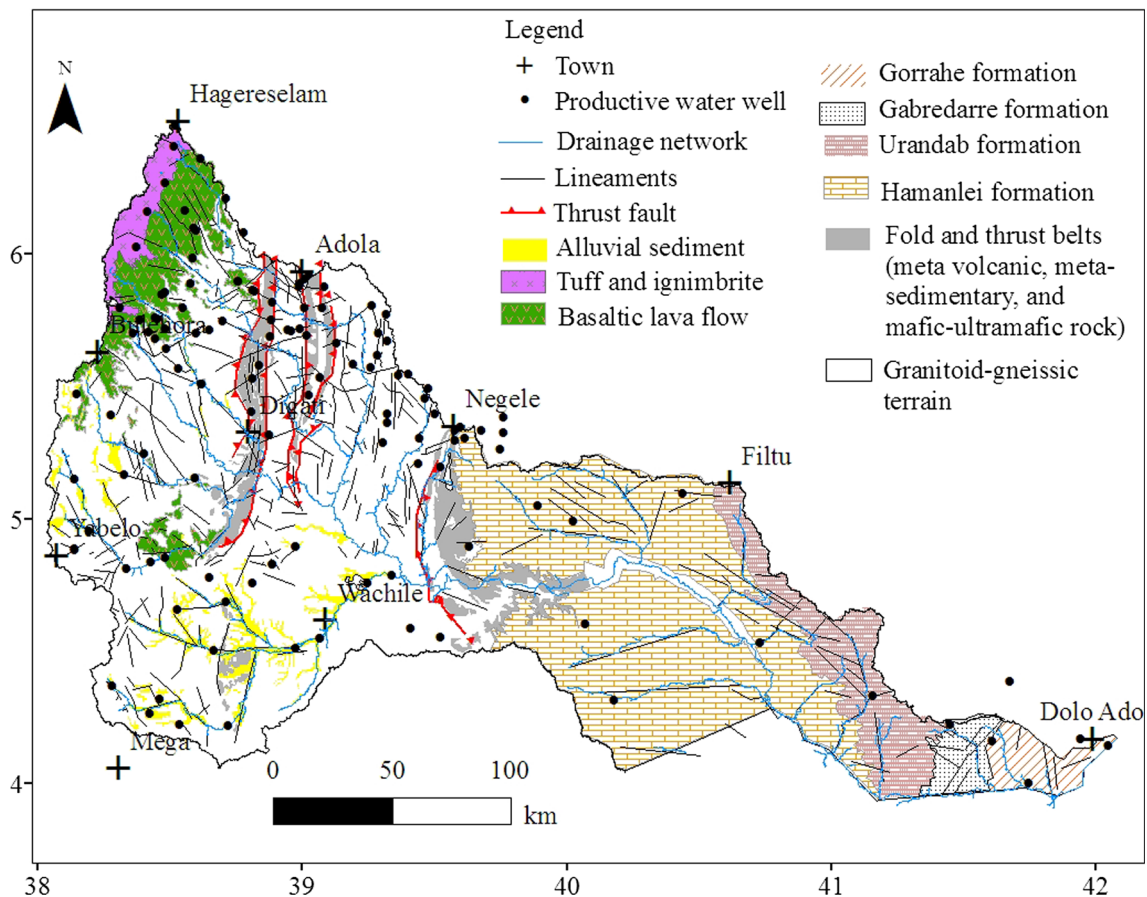 Legend
Town
Productive water well
Drainage network
Lineaments
Thrust fault
Alluvial sediment
Tuff and ignimbrite
Basaltic lava flow
Gorrahe formation
Gabredarre formation
Urandab formation
Hamanlei formation
Fold and thrust belts
(meta volcanic, meta-
sedimentary, and
mafic-ultramafic rock)
Granitoid-gneissic
terrain
N
Hagereselam
6
Adola
Bulehora
Digati
Negele
Filtu
5
Yabelo
Wachile
Dolo Ado
Mega
4
0 50 100
km
38 39 40 41 42